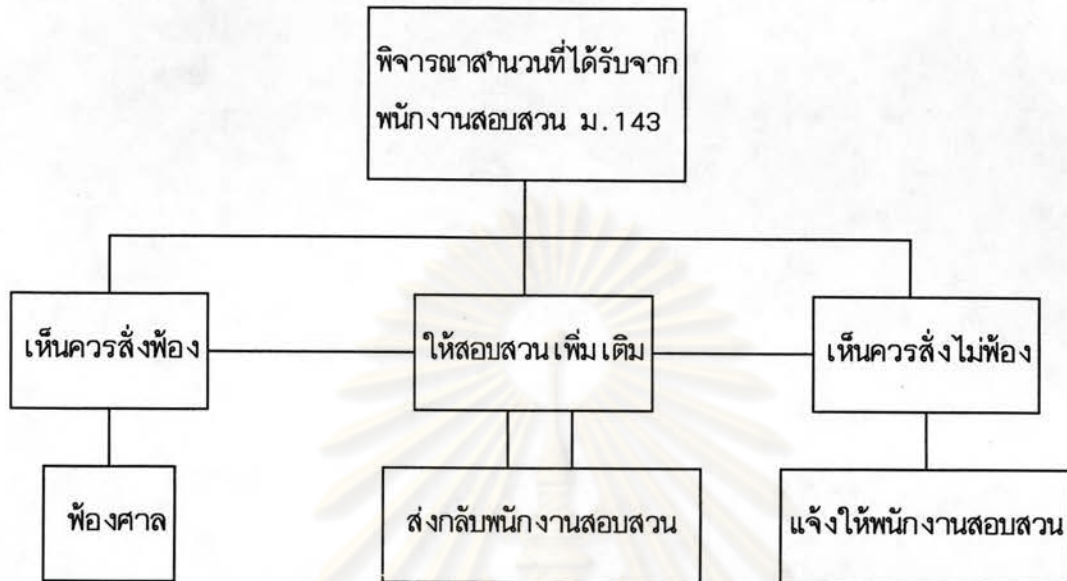 พิจารณาสำนวนที่ได้รับจาก
พนักงานสอบสวน ม.143
เห็นควรสั่งฟ้อง
ให้สอบสวนเพิ่มเติม
เห็นควรสั่งไม่ฟ้อง
ฟ้องศาล
ส่งกลับพนักงานสอบสวน
แจ้งให้พนักงานสอบสวน